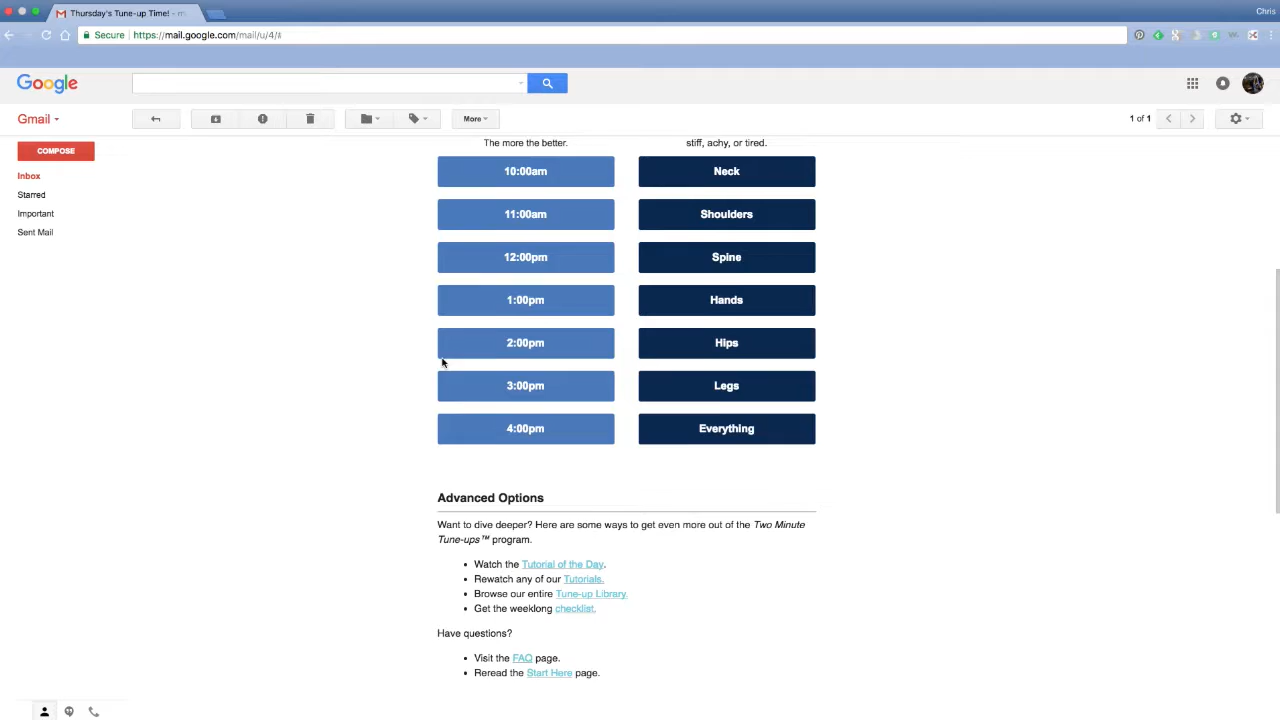 Thursday's Tune-up Time! - m
Chris
Secure https://mail.google.com/mail/u/4/#
Google
Gmail
More
1 of 1
COMPOSE
Inbox
Starred
Important
Sent Mail
The more the better.
stiff, achy, or tired.
10:00am
Neck
11:00am
Shoulders
12:00pm
Spine
1:00pm
Hands
2:00pm
Hips
3:00pm
Legs
4:00pm
Everything
Advanced Options
Want to dive deeper? Here are some ways to get even more out of the Two Minute
Tune-ups™ program.
• Watch the Tutorial of the Day.
• Rewatch any of our Tutorials.
• Browse our entire Tune-up Library.
• Get the weeklong checklist.
Have questions?
• Visit the FAQ page.
• Reread the Start Here page.